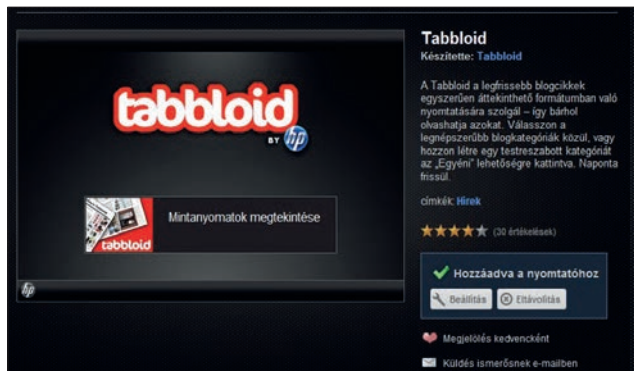 tabbloid
BY hp
tabbloid
Mintanyomatok megtekintése
hp
Tabbloid
Készítette: Tabbloid
A Tabbloid a legfrissebb blogcikkek
egyszerűen áttekinthető formátumban való
nyomtatására szolgál – így bárhol
olvashatja azokat. Válasszon a
legnépszerűbb blogkategóriák közül, vagy
hozzon létre egy testreszabott kategóriát
az „Egyéni” lehetőségre kattintva. Naponta
frissül.
címkék: Hírek
(30 értékelések)
Hozzáadva a nyomtatóhoz
Beállítás
Eltávolítás
Megjelölés kedvencként
Küldés ismerősnek e-mailben